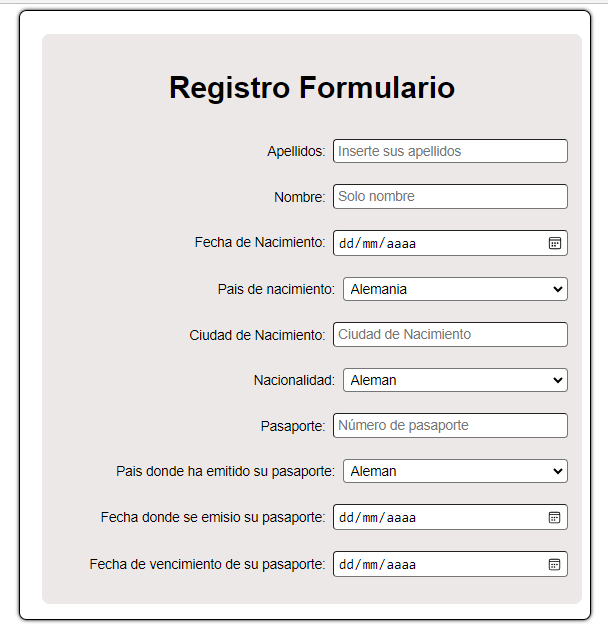 Registro Formulario
Apellidos: Inserte sus apellidos
Nombre: Solo nombre
Fecha de Nacimiento: dd/mm/aaaa
Pais de nacimiento: Alemania
Ciudad de Nacimiento: Ciudad de Nacimiento
Nacionalidad: Aleman
Pasaporte: Número de pasaporte
Pais donde ha emitido su pasaporte: Aleman
Fecha donde se emisio su pasaporte: dd/mm/aaaa
Fecha de vencimiento de su pasaporte: dd/mm/aaaa